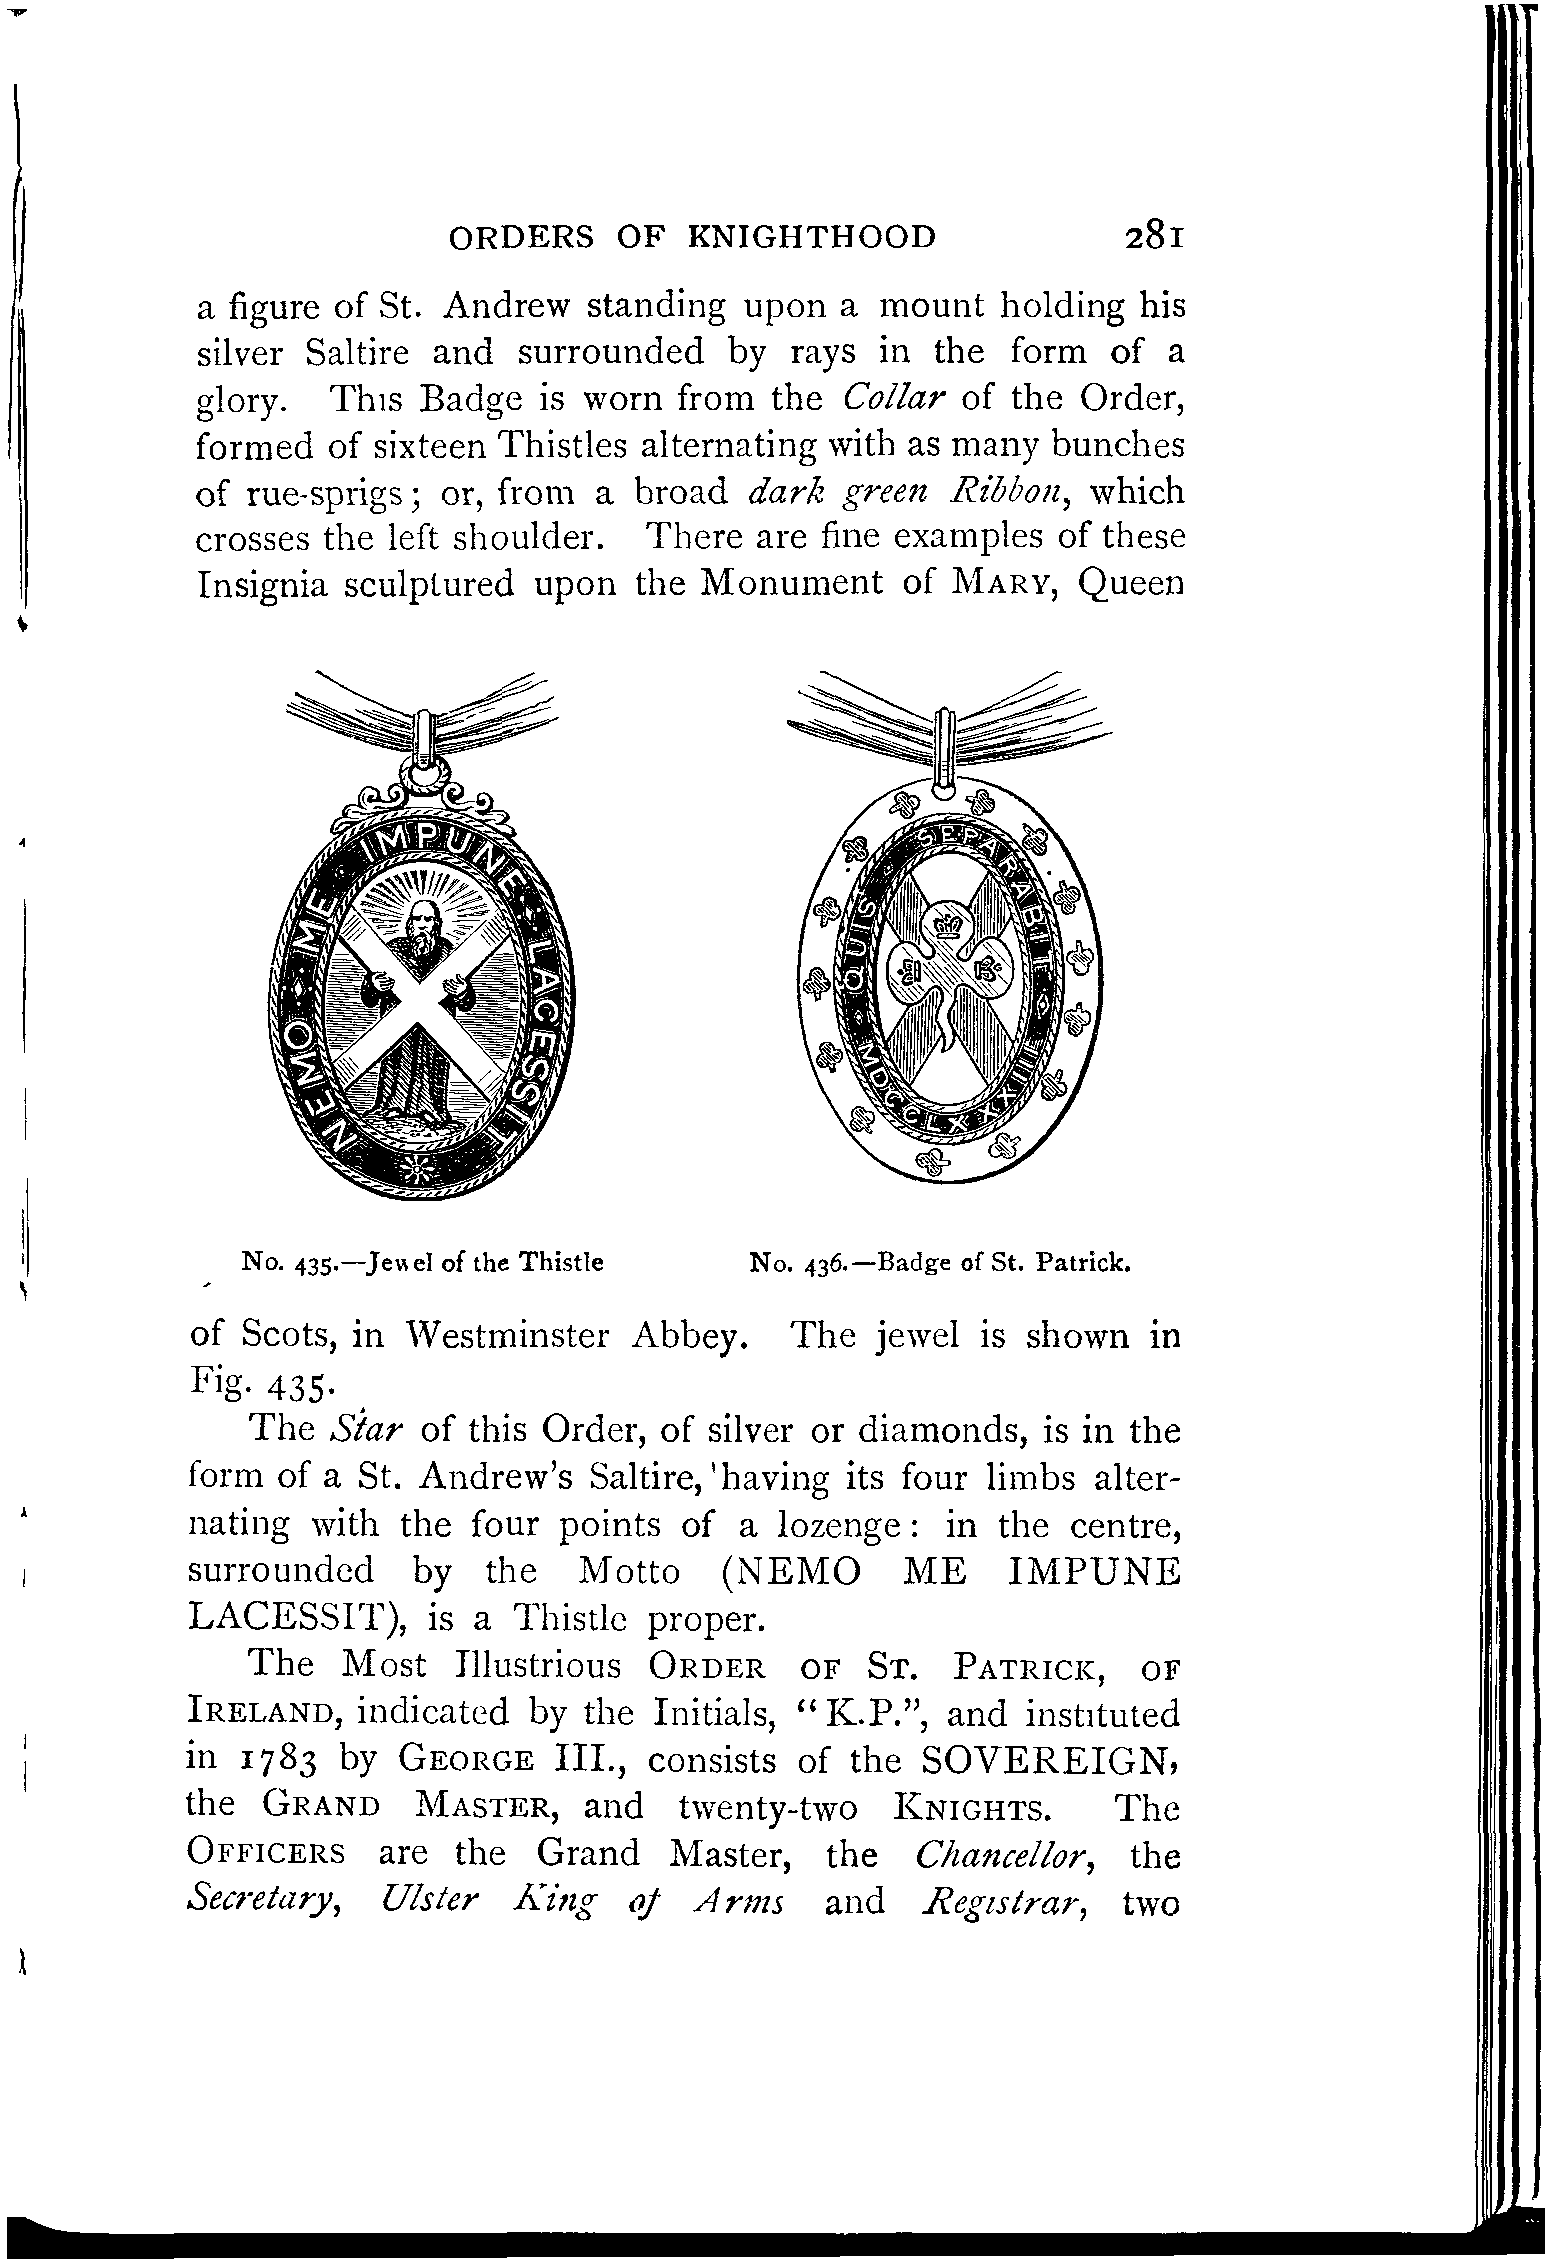 ORDERS OF KNIGHTHOOD 281
a figure of St. Andrew standing upon a mount holding his
silver Saltire and surrounded by rays in the form of a
glory. This Badge is worn from the Collar of the Order,
formed of sixteen Thistles alternating with as many bunches
of rue-sprigs; or, from a broad dark green Ribbon, which
crosses the left shoulder. There are fine examples of these
Insignia sculptured upon the Monument of MARY, Queen
NEMO ME IMPUNE LACESSIT
QUIS SEPARABIT MDCCLXXXIII
No. 435.—Jewel of the Thistle
No. 436.—Badge of St. Patrick.
of Scots, in Westminster Abbey. The jewel is shown in
Fig. 435.
The Star of this Order, of silver or diamonds, is in the
form of a St. Andrew's Saltire, having its four limbs alter-
nating with the four points of a lozenge: in the centre,
surrounded by the Motto (NEMO ME IMPUNE
LACESSIT), is a Thistle proper.
The Most Illustrious ORDER OF ST. PATRICK, OF
IRELAND, indicated by the Initials, "K.P.", and instituted
in 1783 by GEORGE III., consists of the SOVEREIGN,
the GRAND MASTER, and twenty-two KNIGHTS. The
OFFICERS are the Grand Master, the Chancellor, the
Secretary, Ulster King of Arms and Registrar, two